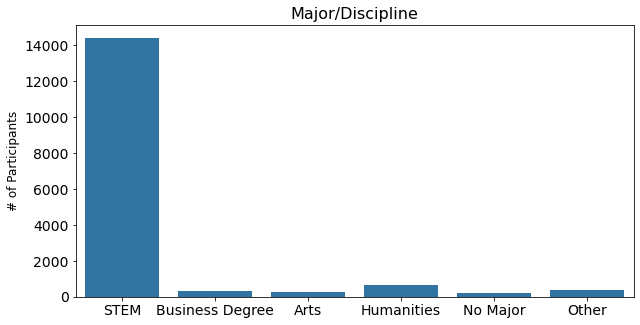 Major/Discipline
# of Participants
14000
12000
10000
8000
6000
4000
2000
0
STEM Business Degree Arts Humanities No Major Other